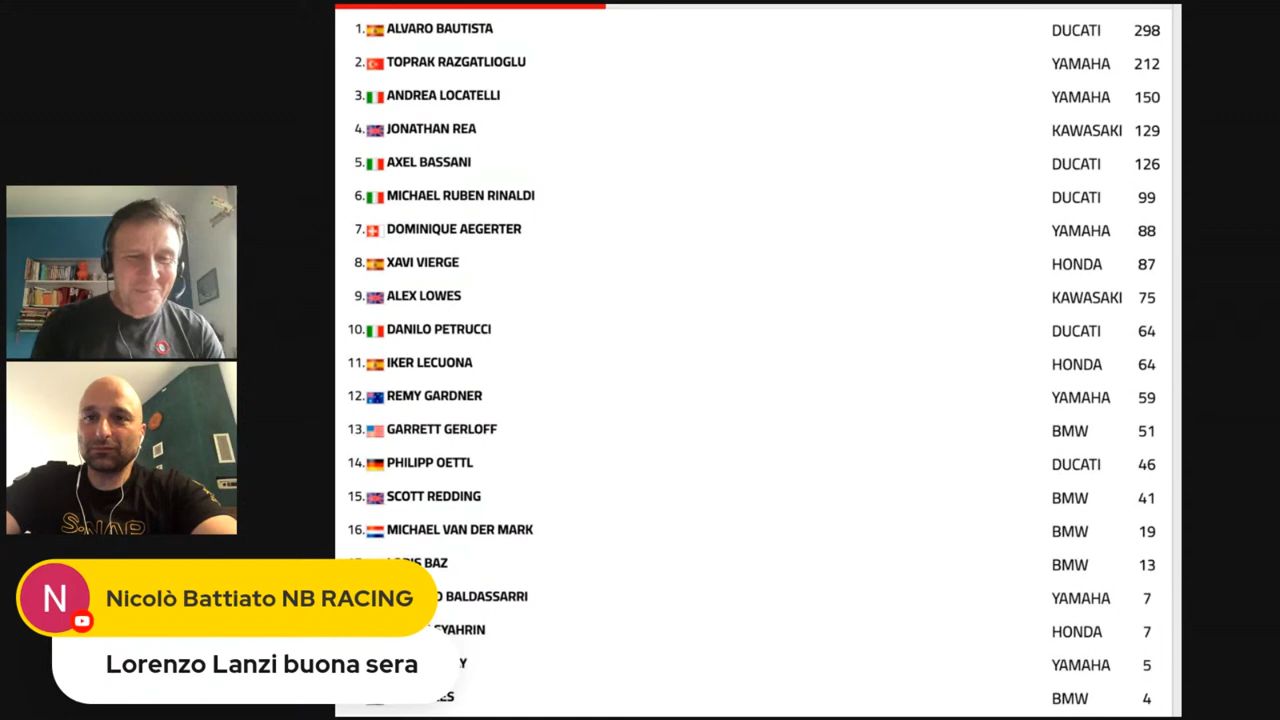 1. ALVARO BAUTISTA DUCATI 298
2. TOPRAK RAZGATLIOGLU YAMAHA 212
3. ANDREA LOCATELLI YAMAHA 150
4. JONATHAN REA KAWASAKI 129
5. AXEL BASSANI DUCATI 126
6. MICHAEL RUBEN RINALDI DUCATI 99
7. DOMINIQUE AEGERTER YAMAHA 88
8. XAVI VIERGE HONDA 87
9. ALEX LOWES KAWASAKI 75
10. DANILO PETRUCCI DUCATI 64
11. IKER LECUONA HONDA 64
12. REMY GARDNER YAMAHA 59
13. GARRETT GERLOFF BMW 51
14. PHILIPP OETTL DUCATI 46
15. SCOTT REDDING BMW 41
16. MICHAEL VAN DER MARK BMW 19
BAZ BMW 13
BALDASSARRI YAMAHA 7
SYAHRIN HONDA 7
YAMAHA 5
BMW 4
N
Nicolò Battiato NB RACING
Lorenzo Lanzi buona sera